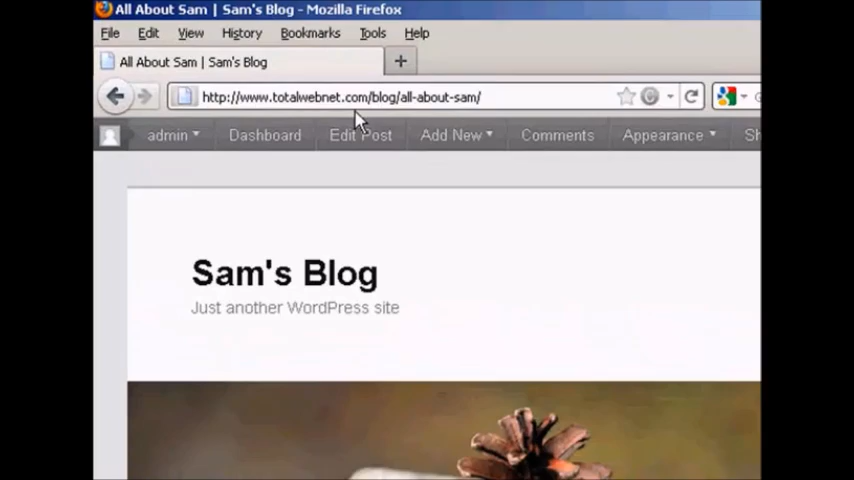 All About Sam | Sam's Blog - Mozilla Firefox
File Edit View History Bookmarks Tools Help
All About Sam | Sam's Blog
http://www.totalwebnet.com/blog/all-about-sam/
admin Dashboard Edit Post Add New Comments Appearance
Sam's Blog
Just another WordPress site